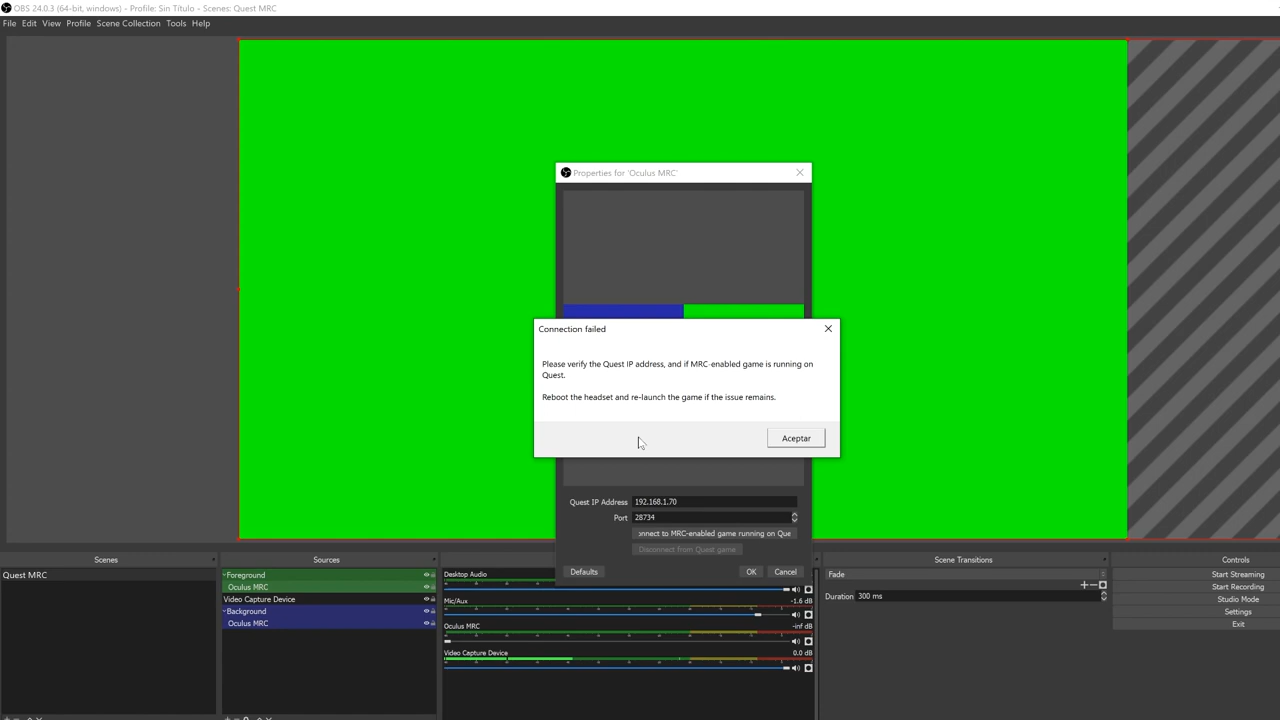 OBS 24.0.3 (64-bit, windows) - Profile: Sin Título - Scenes: Quest MRC
File Edit View Profile Scene Collection Tools Help
Properties for 'Oculus MRC'
Connection failed
Please verify the Quest IP address, and if MRC-enabled game is running on
Quest.
Reboot the headset and re-launch the game if the issue remains.
Aceptar
Quest IP Address 192.168.1.70
Port 28734
onnect to MRC-enabled game running on Que
Disconnect from Quest game
Defaults OK Cancel
Scenes
Quest MRC
Sources
Foreground
Oculus MRC
Video Capture Device
Background
Oculus MRC
Desktop Audio
Mic/Aux -1.6 dB
Oculus MRC -inf dB
Video Capture Device 0.0 dB
Scene Transitions
Fade
Duration 300 ms
Controls
Start Streaming
Start Recording
Studio Mode
Settings
Exit